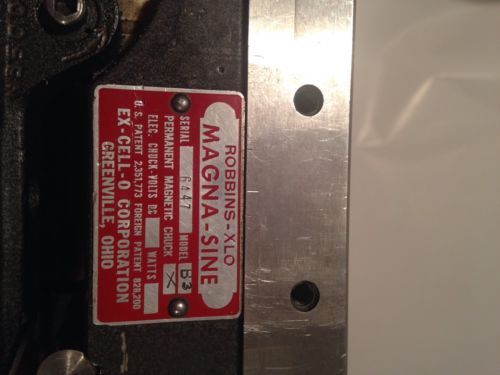 ROBBINS-XLO
MAGNA-SINE
SERIAL 6447 MODEL B3
PERMANENT MAGNETIC CHUCK X
ELEC. CHUCK-VOLTS DC WATTS
U.S. PATENT 2,351,773 FOREIGN PATENT 828,200
EX-CELL-O CORPORATION
GREENVILLE, OHIO